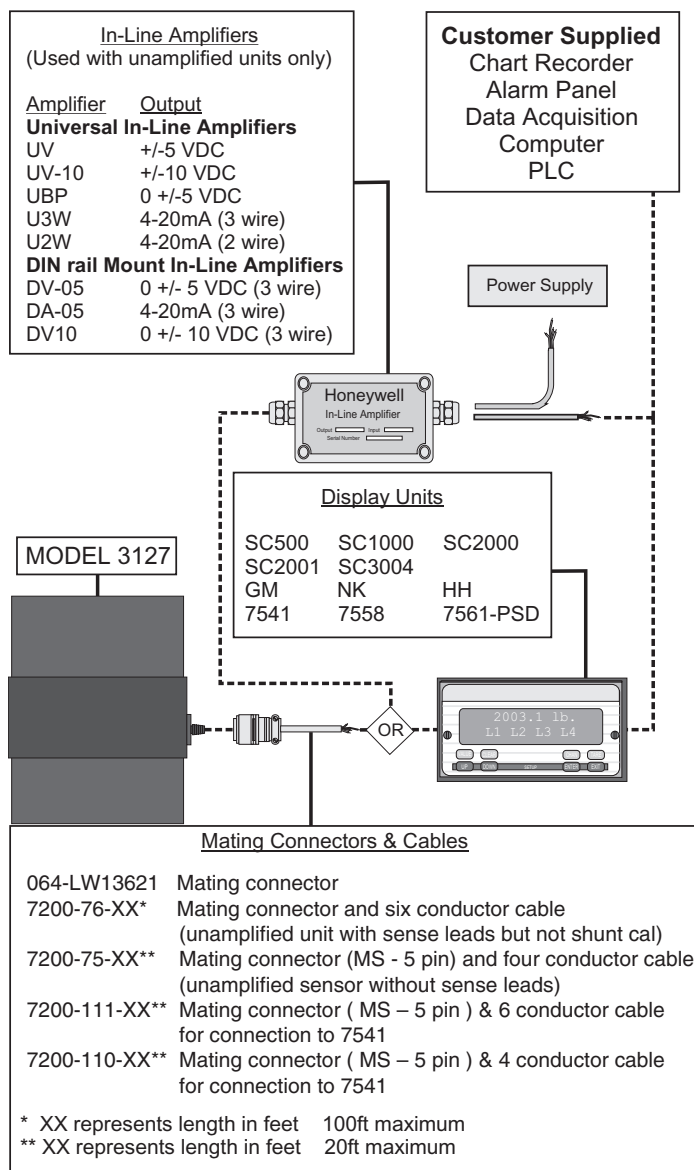 In-Line Amplifiers
(Used with unamplified units only)
Amplifier Output
Universal In-Line Amplifiers
UV +/-5 VDC
UV-10 +/-10 VDC
UBP 0 +/-5 VDC
U3W 4-20mA (3 wire)
U2W 4-20mA (2 wire)
DIN rail Mount In-Line Amplifiers
DV-05 0 +/- 5 VDC (3 wire)
DA-05 4-20mA (3 wire)
DV10 0 +/- 10 VDC (3 wire)
Customer Supplied
Chart Recorder
Alarm Panel
Data Acquisition
Computer
PLC
Power Supply
Honeywell
In-Line Amplifier
Output Input
Serial Number
Display Units
SC500 SC1000 SC2000
SC2001 SC3004
GM NK HH
7541 7558 7561-PSD
MODEL 3127
OR
2003.1 lb.
L1 L2 L3 L4
UP DOWN SETUP ENTER EXIT
Mating Connectors & Cables
064-LW13621 Mating connector
7200-76-XX* Mating connector and six conductor cable
(unamplified unit with sense leads but not shunt cal)
7200-75-XX** Mating connector (MS - 5 pin) and four conductor cable
(unamplified sensor without sense leads)
7200-111-XX** Mating connector ( MS – 5 pin ) & 6 conductor cable
for connection to 7541
7200-110-XX** Mating connector ( MS – 5 pin ) & 4 conductor cable
for connection to 7541
* XX represents length in feet 100ft maximum
** XX represents length in feet 20ft maximum